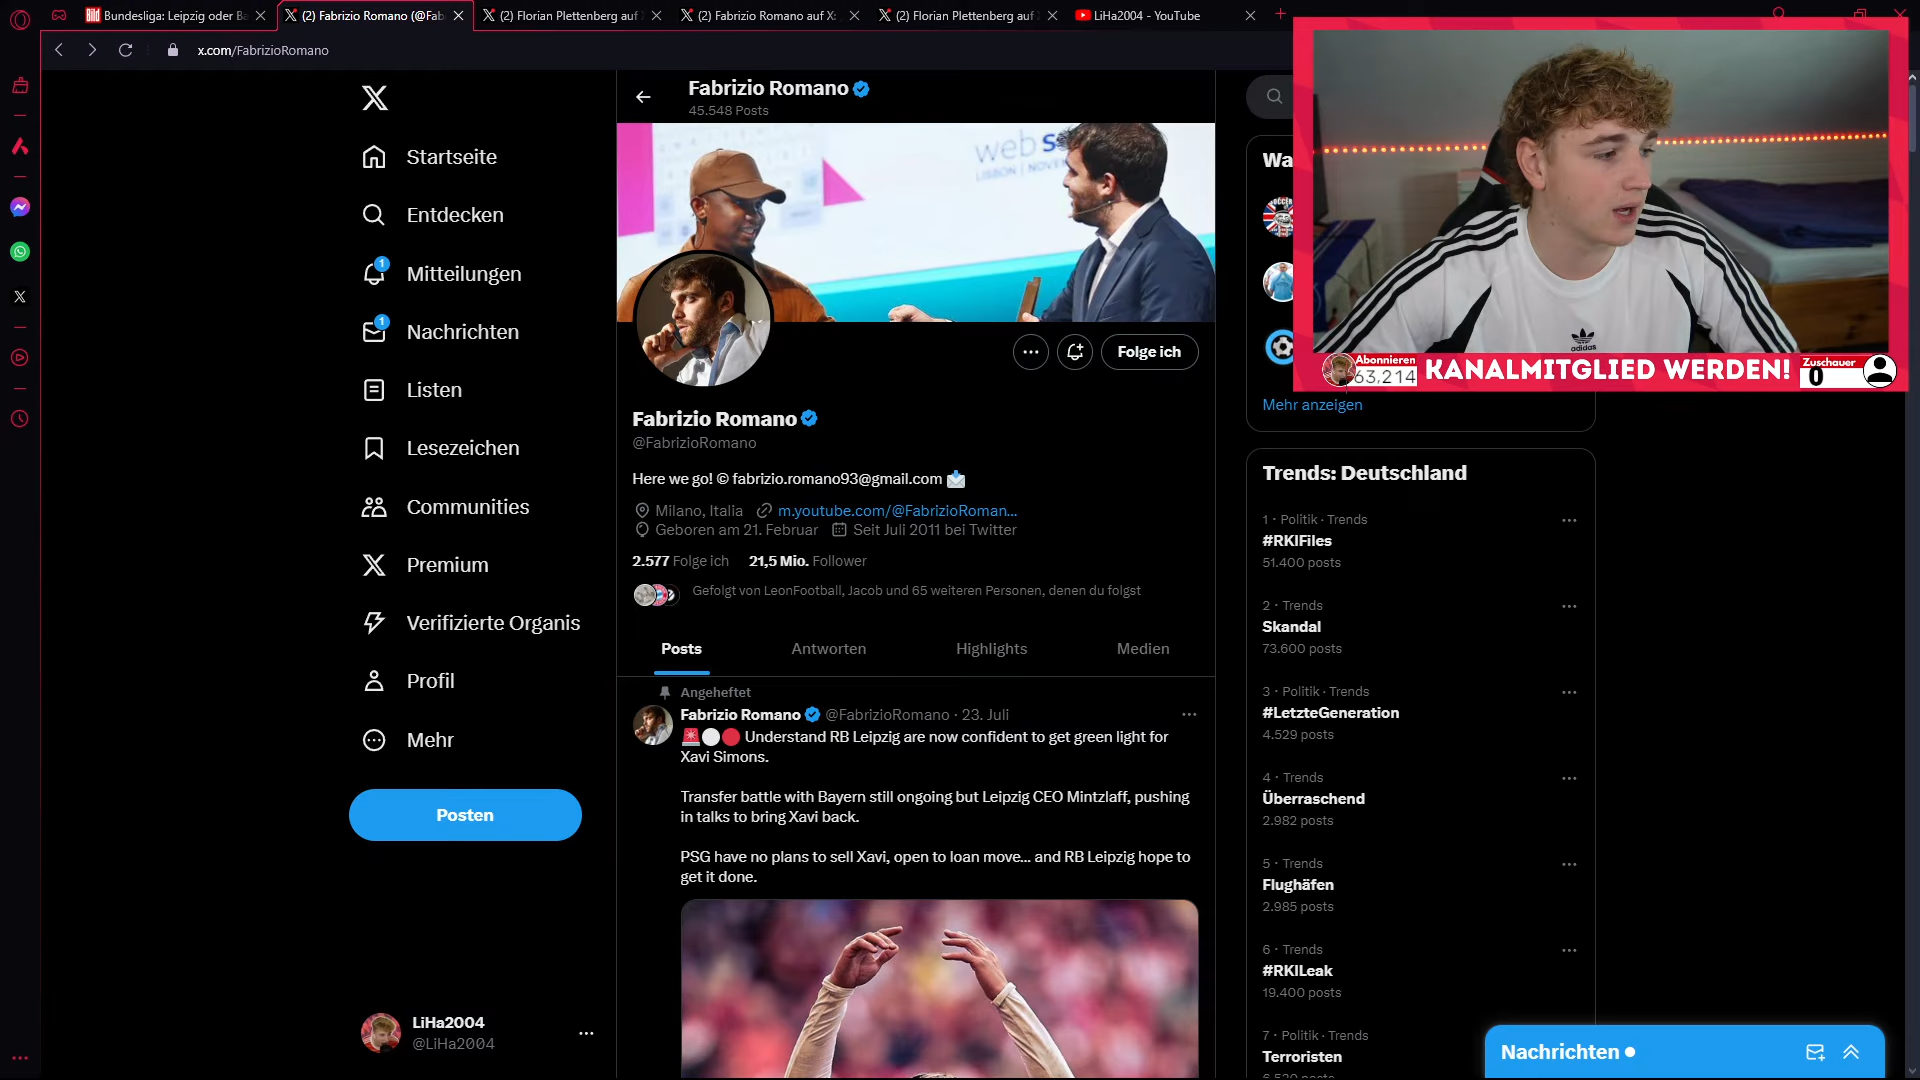 Bundesliga: Leipzig oder Ba
(2) Fabrizio Romano (@Fab
(2) Florian Plettenberg auf
(2) Fabrizio Romano auf X:
(2) Florian Plettenberg auf
LiHa2004 - YouTube
x.com/FabrizioRomano
Startseite
Entdecken
Mitteilungen
1
Nachrichten
1
Listen
Lesezeichen
Communities
Premium
Verifizierte Organis
Profil
Mehr
Posten
LiHa2004
@LiHa2004
Fabrizio Romano
45.548 Posts
web s
LISBON | NOVEM
Folge ich
Fabrizio Romano
@FabrizioRomano
Here we go! © fabrizio.romano93@gmail.com
Milano, Italia m.youtube.com/@FabrizioRoman...
Geboren am 21. Februar Seit Juli 2011 bei Twitter
2.577 Folge ich 21,5 Mio. Follower
Gefolgt von LeonFootball, Jacob und 65 weiteren Personen, denen du folgst
Posts Antworten Highlights Medien
Angeheftet
Fabrizio Romano @FabrizioRomano · 23. Juli
Understand RB Leipzig are now confident to get green light for
Xavi Simons.
Transfer battle with Bayern still ongoing but Leipzig CEO Mintzlaff, pushing
in talks to bring Xavi back.
PSG have no plans to sell Xavi, open to loan move... and RB Leipzig hope to
get it done.
Wa
adidas
Abonnieren
63,214
KANALMITGLIED WERDEN!
Zuschauer
0
Mehr anzeigen
Trends: Deutschland
1 · Politik · Trends
#RKIFiles
51.400 posts
2 · Trends
Skandal
73.600 posts
3 · Politik · Trends
#LetzteGeneration
4.529 posts
4 · Trends
Überraschend
2.982 posts
5 · Trends
Flughäfen
2.985 posts
6 · Trends
#RKILeak
19.400 posts
7 · Politik · Trends
Terroristen
Nachrichten